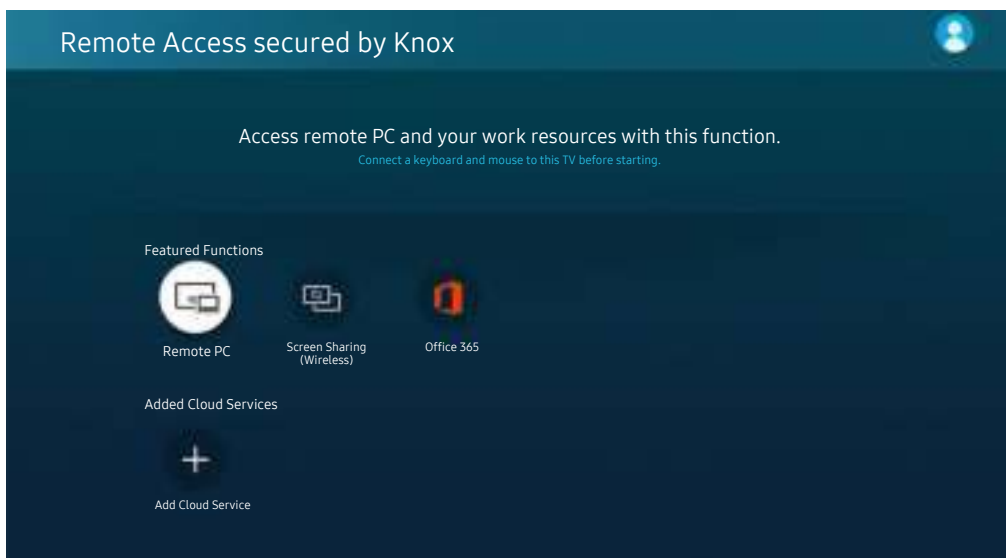 Remote Access secured by Knox
Access remote PC and your work resources with this function.
Connect a keyboard and mouse to this TV before starting.
Featured Functions
Remote PC
Screen Sharing
(Wireless)
Office 365
Added Cloud Services
Add Cloud Service